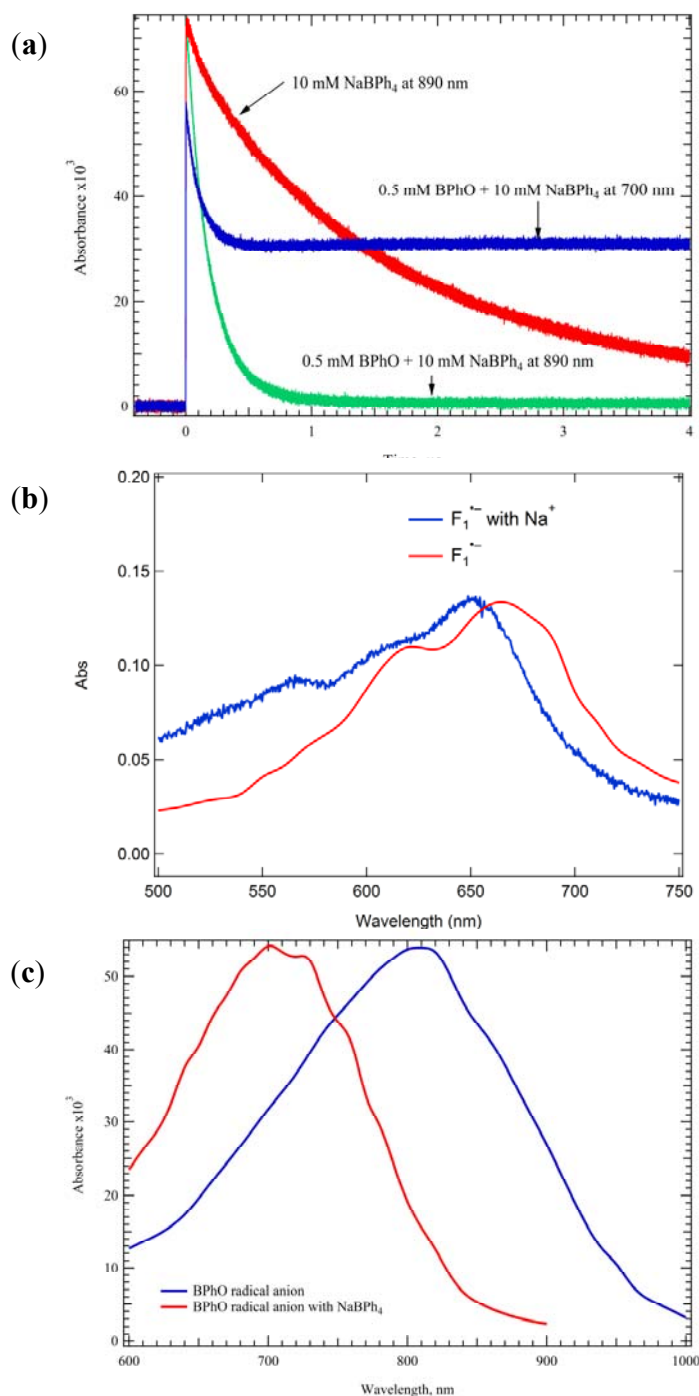 (a)
Absorbance x10³
60
40
20
0
10 mM NaBPh₄ at 890 nm
0.5 mM BPhO + 10 mM NaBPh₄ at 700 nm
0.5 mM BPhO + 10 mM NaBPh₄ at 890 nm
0 1 2 3 4
(b)
Abs
0.20
0.15
0.10
0.05
0.00
F₁•⁻ with Na⁺
F₁•⁻
500 550 600 650 700 750
Wavelength (nm)
(c)
Absorbance x10³
50
40
30
20
10
0
BPhO radical anion
BPhO radical anion with NaBPh₄
600 700 800 900 1000
Wavelength, nm